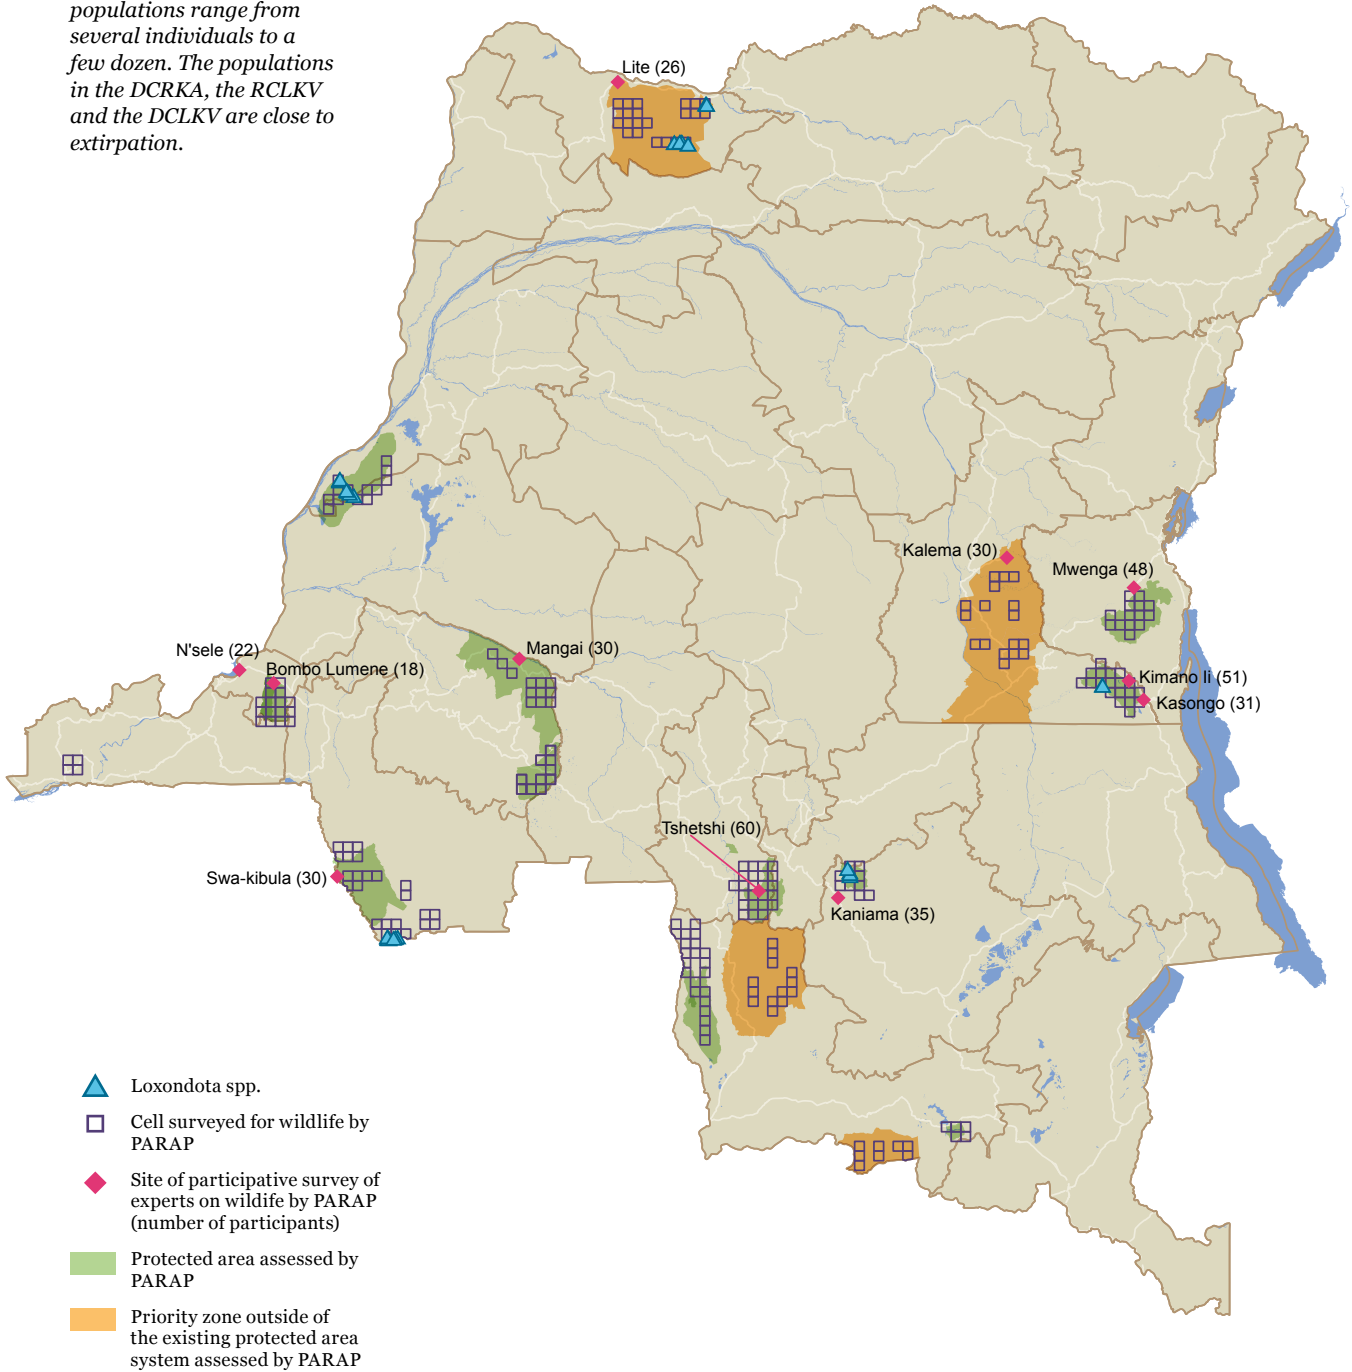 populations range from
several individuals to a
few dozen. The populations
in the DCRKA, the RCLKV
and the DCLKV are close to
extirpation.
Lite (26)
Kalema (30)
Mwenga (48)
N'sele (22)
Bombo Lumene (18)
Mangai (30)
Kimano Ii (51)
Kasongo (31)
Tshetshi (60)
Swa-kibula (30)
Kaniama (35)
Loxondota spp.
Cell surveyed for wildlife by
PARAP
Site of participative survey of
experts on wildife by PARAP
(number of participants)
Protected area assessed by
PARAP
Priority zone outside of
the existing protected area
system assessed by PARAP